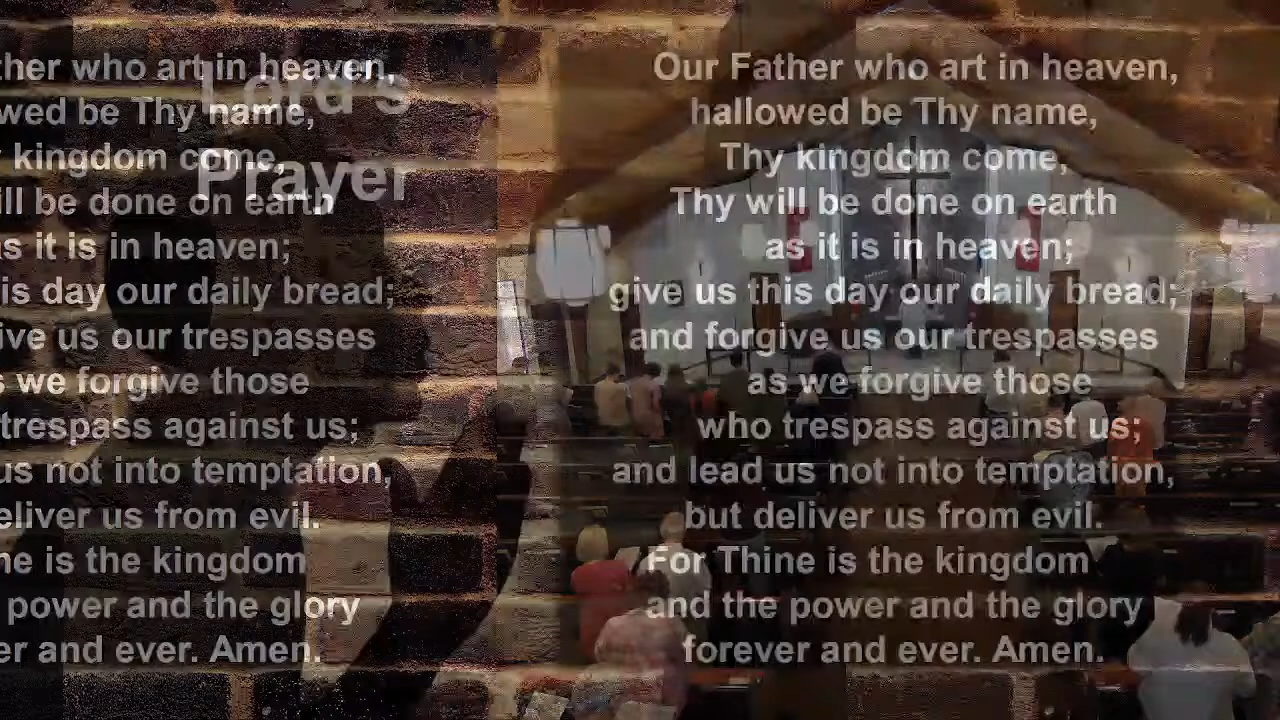 Lord's
Prayer
ther who art in heaven,
wed be Thy name,
kingdom come,
ill be done on earth
as it is in heaven;
is day our daily bread;
ive us our trespasses
s we forgive those
trespass against us;
us not into temptation,
eliver us from evil.
ne is the kingdom
power and the glory
er and ever. Amen.
Our Father who art in heaven,
hallowed be Thy name,
Thy kingdom come,
Thy will be done on earth
as it is in heaven;
give us this day our daily bread;
and forgive us our trespasses
as we forgive those
who trespass against us;
and lead us not into temptation,
but deliver us from evil.
For Thine is the kingdom
and the power and the glory
forever and ever. Amen.